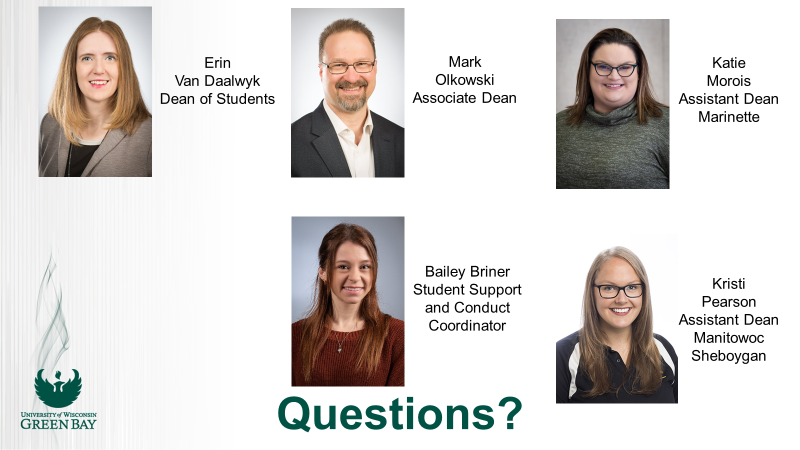 Erin
Van Daalwyk
Dean of Students
Mark
Olkowski
Associate Dean
Katie
Morois
Assistant Dean
Marinette
Bailey Briner
Student Support
and Conduct
Coordinator
Kristi
Pearson
Assistant Dean
Manitowoc
Sheboygan
UNIVERSITY of WISCONSIN
GREEN BAY
Questions?